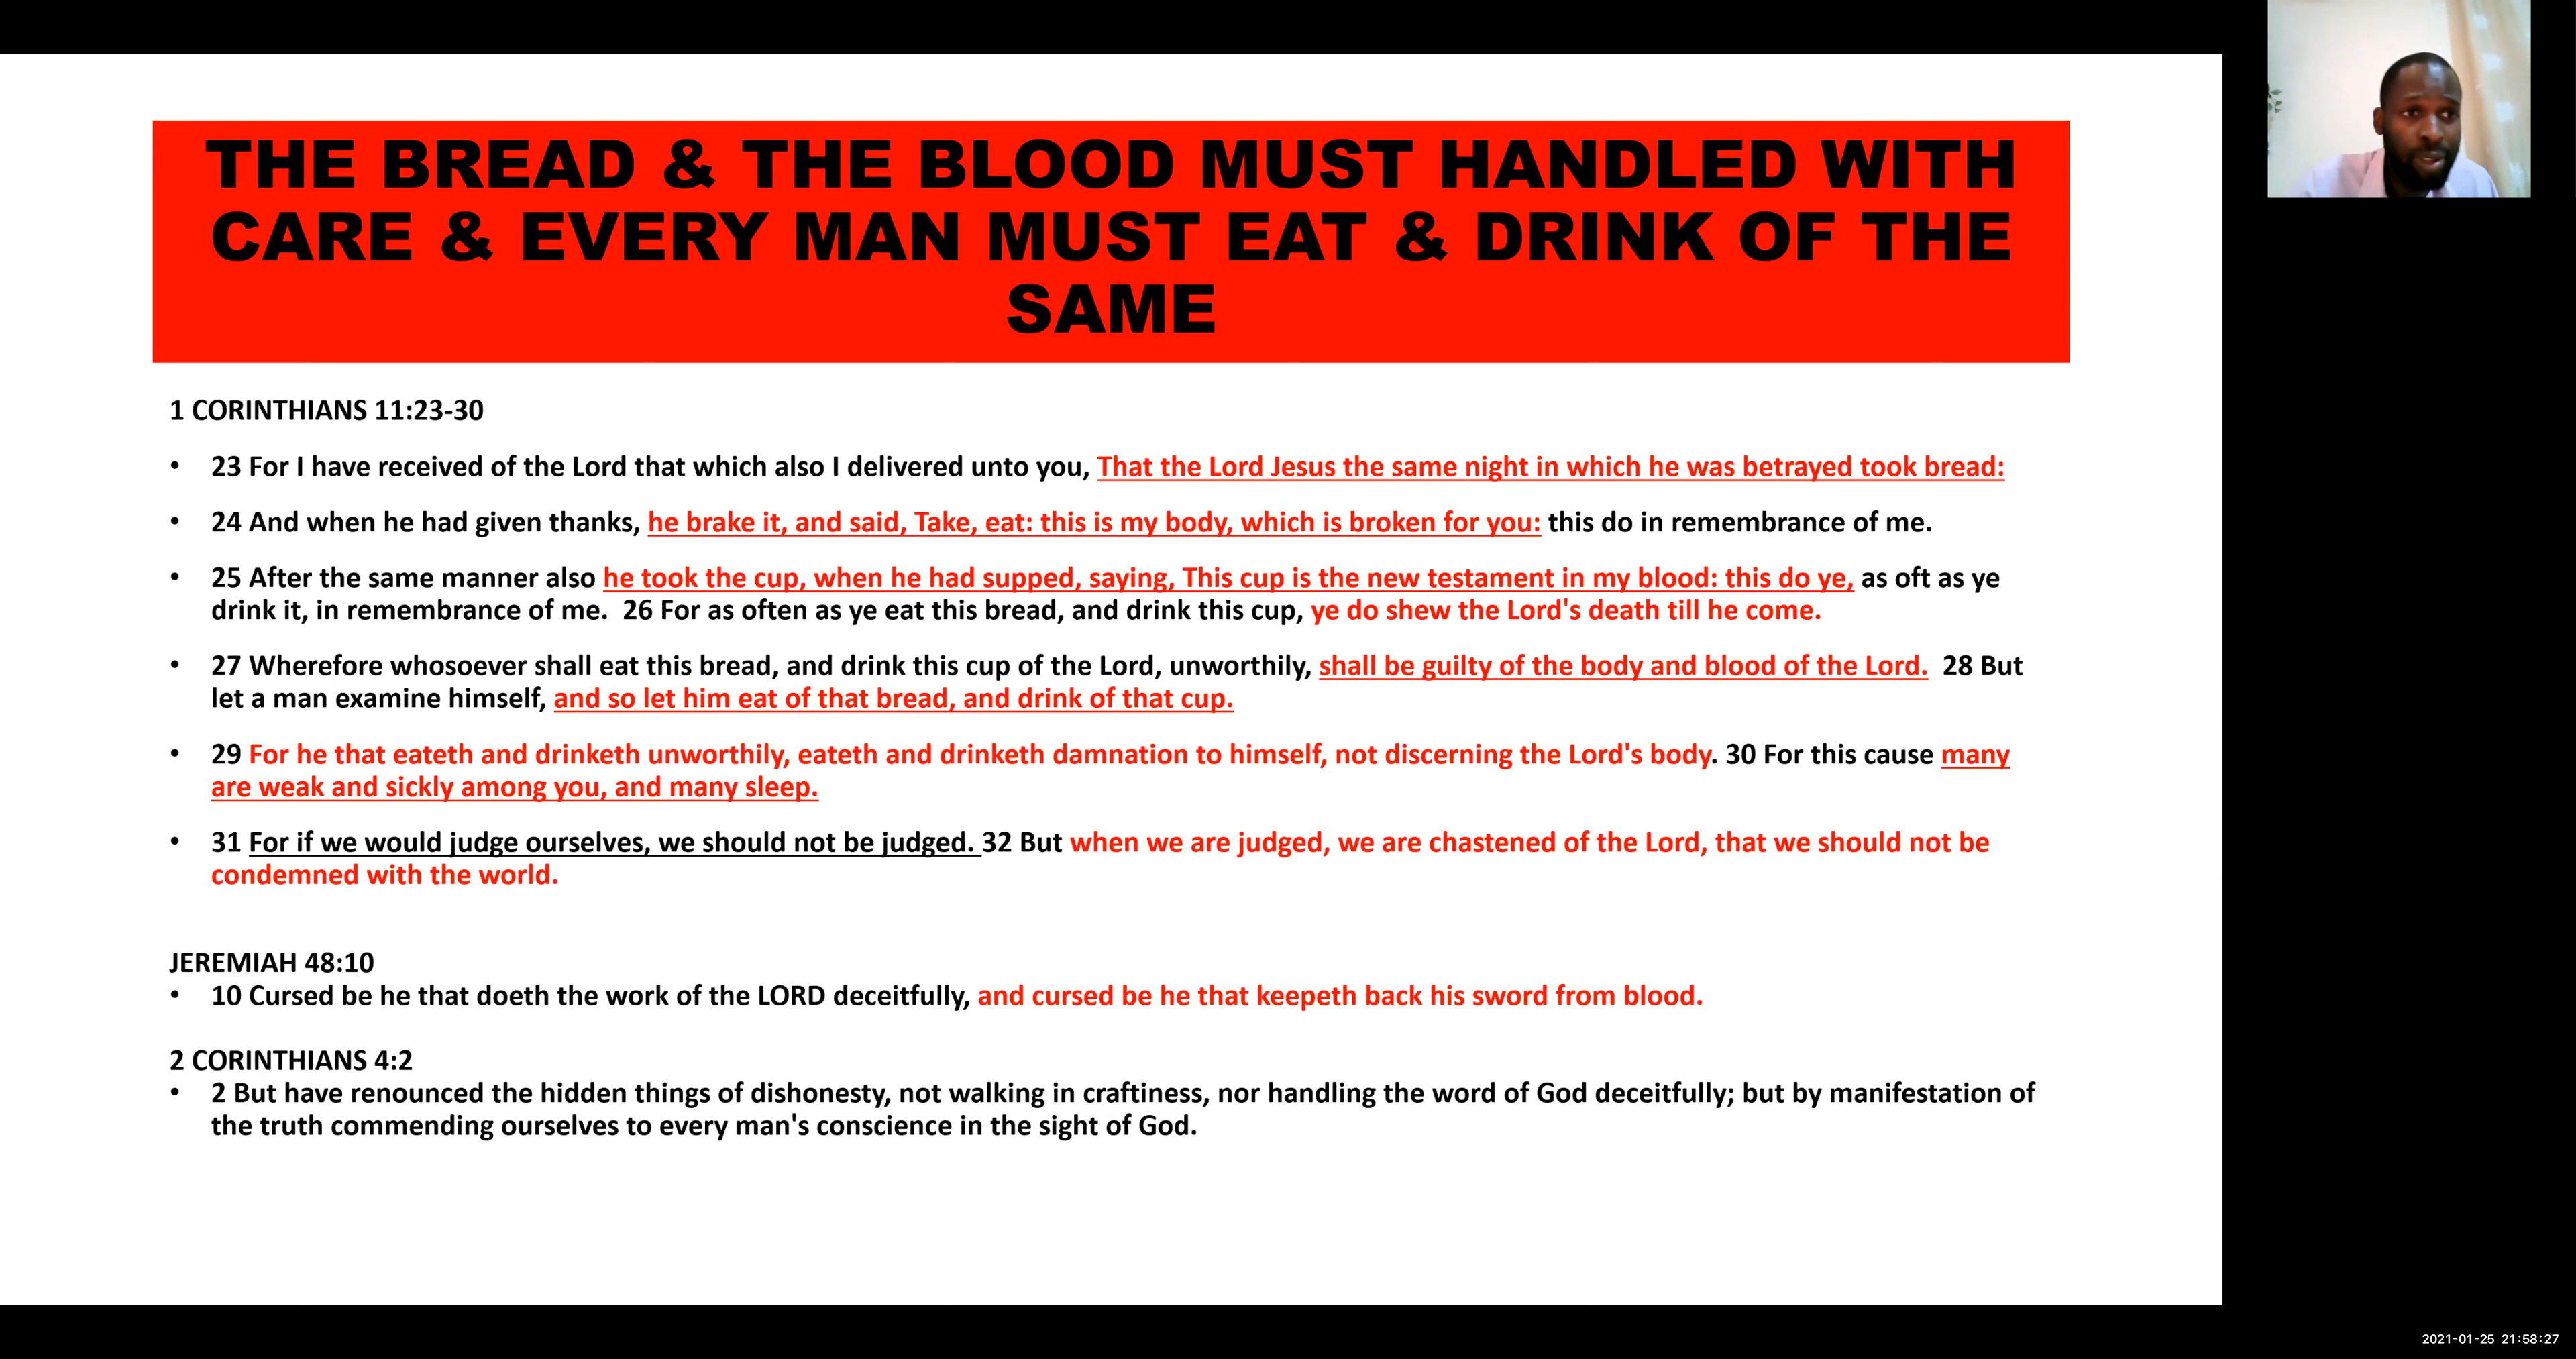 THE BREAD & THE BLOOD MUST HANDLED WITH
CARE & EVERY MAN MUST EAT & DRINK OF THE
SAME
1 CORINTHIANS 11:23-30
• 23 For I have received of the Lord that which also I delivered unto you, That the Lord Jesus the same night in which he was betrayed took bread:
• 24 And when he had given thanks, he brake it, and said, Take, eat: this is my body, which is broken for you: this do in remembrance of me.
• 25 After the same manner also he took the cup, when he had supped, saying, This cup is the new testament in my blood: this do ye, as oft as ye
drink it, in remembrance of me. 26 For as often as ye eat this bread, and drink this cup, ye do shew the Lord's death till he come.
• 27 Wherefore whosoever shall eat this bread, and drink this cup of the Lord, unworthily, shall be guilty of the body and blood of the Lord. 28 But
let a man examine himself, and so let him eat of that bread, and drink of that cup.
• 29 For he that eateth and drinketh unworthily, eateth and drinketh damnation to himself, not discerning the Lord's body. 30 For this cause many
are weak and sickly among you, and many sleep.
• 31 For if we would judge ourselves, we should not be judged. 32 But when we are judged, we are chastened of the Lord, that we should not be
condemned with the world.
JEREMIAH 48:10
• 10 Cursed be he that doeth the work of the LORD deceitfully, and cursed be he that keepeth back his sword from blood.
2 CORINTHIANS 4:2
• 2 But have renounced the hidden things of dishonesty, not walking in craftiness, nor handling the word of God deceitfully; but by manifestation of
the truth commending ourselves to every man's conscience in the sight of God.
2021-01-25 21:58:27